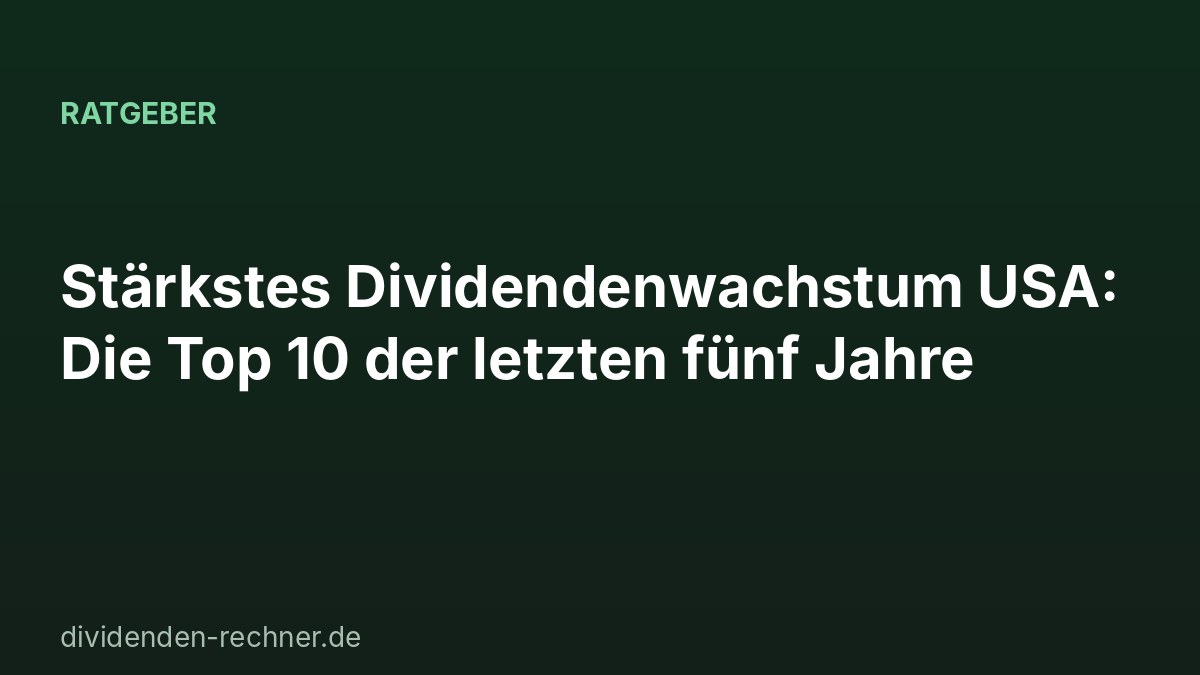 RATGEBER
Stärkstes Dividendenwachstum USA:
Die Top 10 der letzten fünf Jahre
dividenden-rechner.de